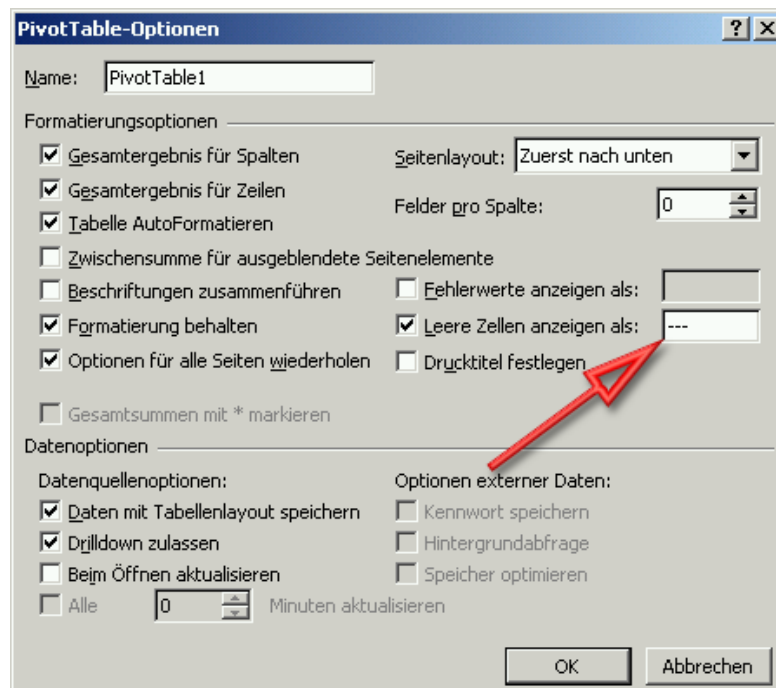 PivotTable-Optionen
Name: PivotTable1
Formatierungsoptionen
Gesamtergebnis für Spalten
Seitenlayout: Zuerst nach unten
Gesamtergebnis für Zeilen
Felder pro Spalte: 0
Tabelle AutoFormatieren
Zwischensumme für ausgeblendete Seitenelemente
Beschriftungen zusammenführen
Fehlerwerte anzeigen als:
Formatierung behalten
Leere Zellen anzeigen als: ---
Optionen für alle Seiten wiederholen
Drucktitel festlegen
Gesamtsummen mit * markieren
Datenoptionen
Datenquellenoptionen:
Optionen externer Daten:
Daten mit Tabellenlayout speichern
Kennwort speichern
Drilldown zulassen
Hintergrundabfrage
Beim Öffnen aktualisieren
Speicher optimieren
Alle 0 Minuten aktualisieren
OK
Abbrechen